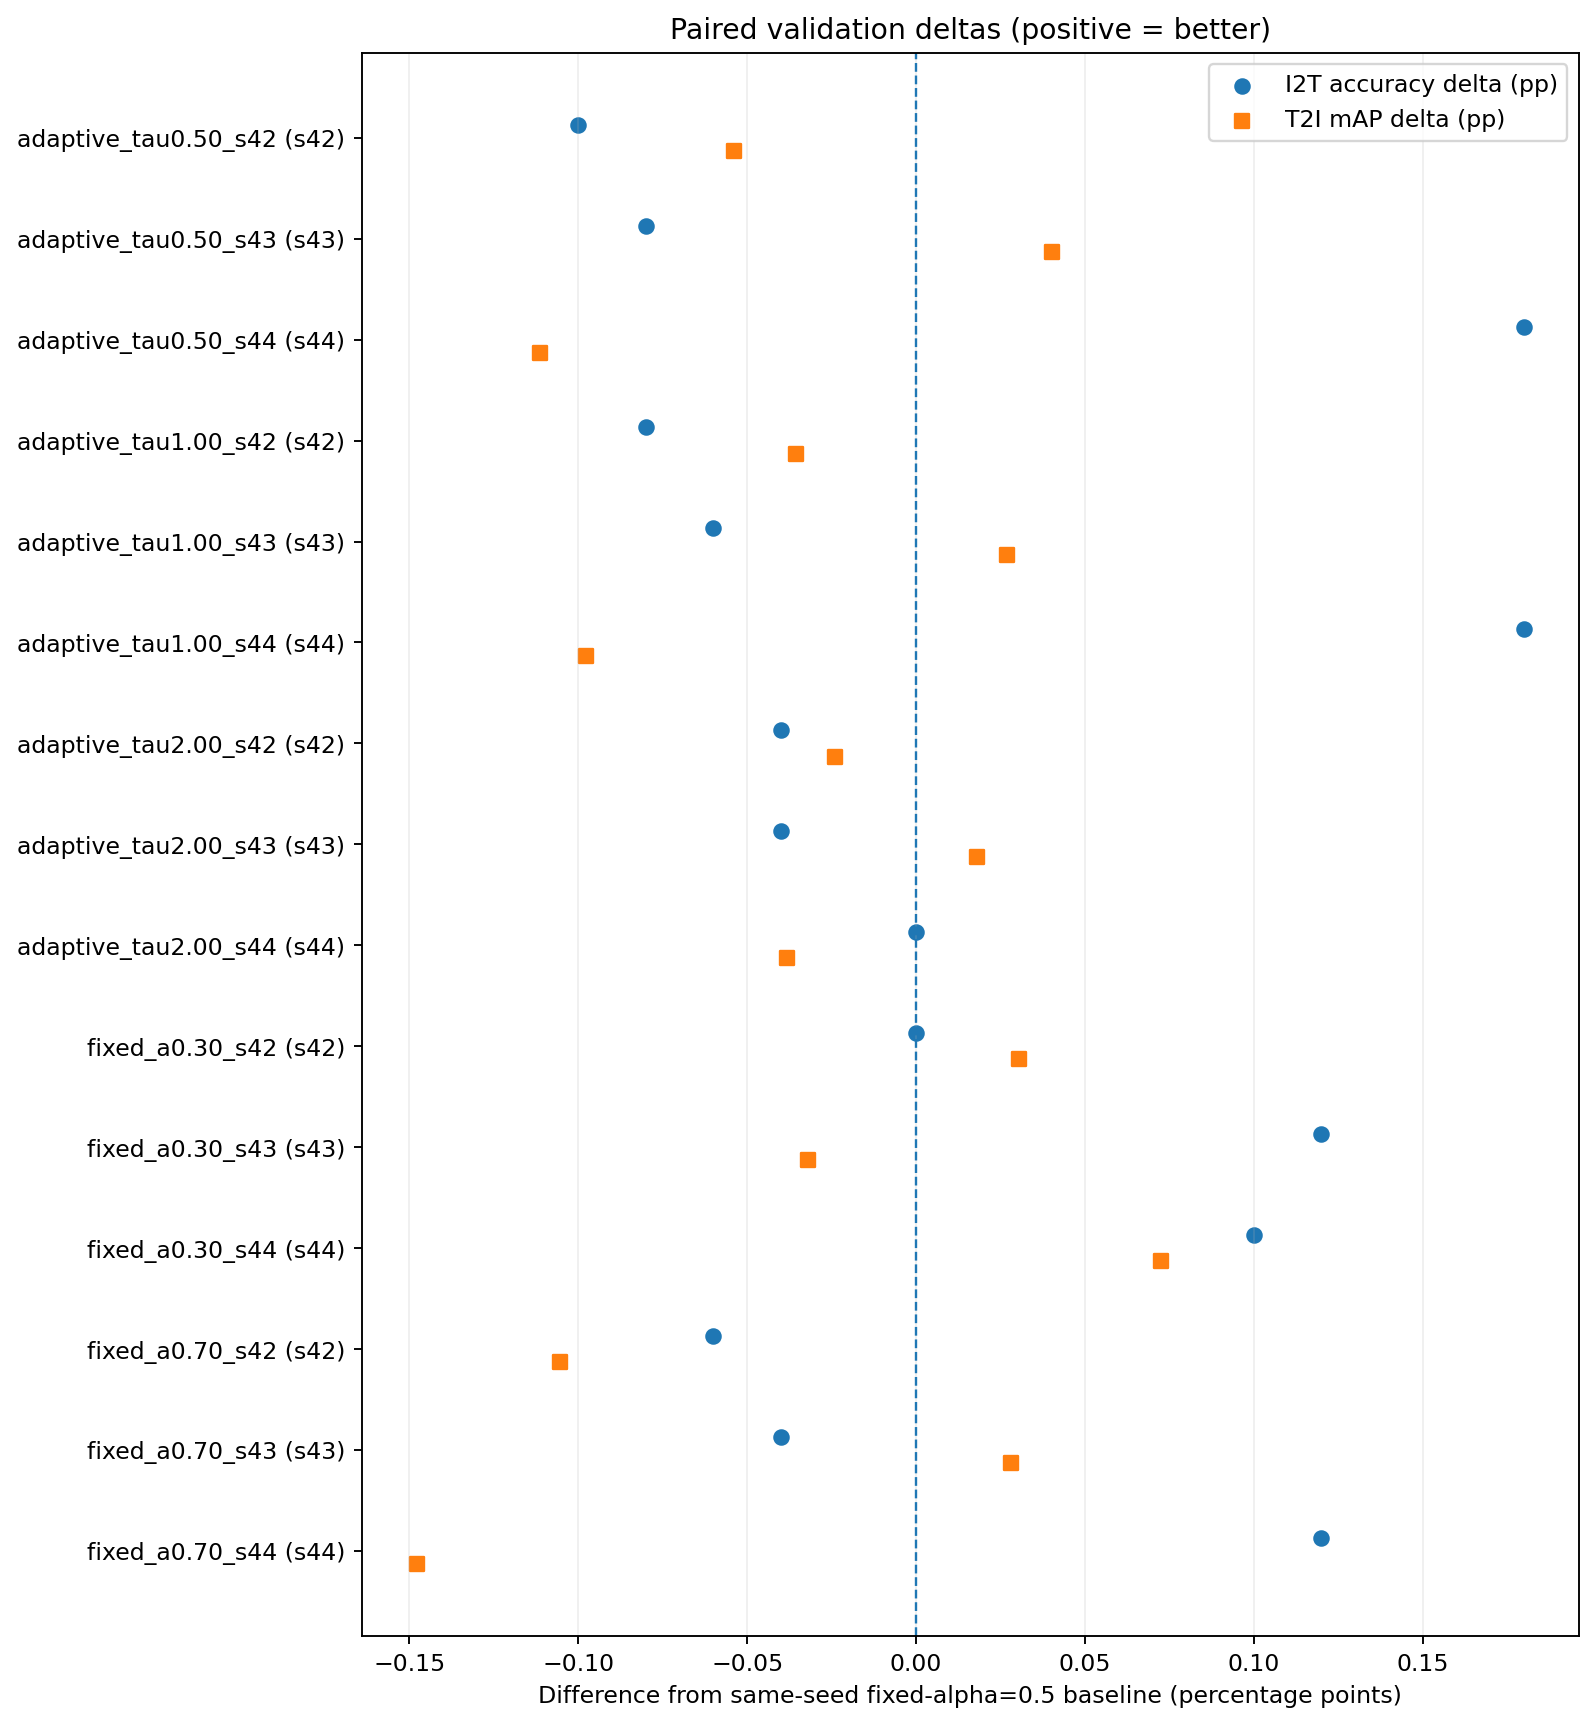 Paired validation deltas (positive = better)
I2T accuracy delta (pp)
T2I mAP delta (pp)
adaptive_tau0.50_s42 (s42)
adaptive_tau0.50_s43 (s43)
adaptive_tau0.50_s44 (s44)
adaptive_tau1.00_s42 (s42)
adaptive_tau1.00_s43 (s43)
adaptive_tau1.00_s44 (s44)
adaptive_tau2.00_s42 (s42)
adaptive_tau2.00_s43 (s43)
adaptive_tau2.00_s44 (s44)
fixed_a0.30_s42 (s42)
fixed_a0.30_s43 (s43)
fixed_a0.30_s44 (s44)
fixed_a0.70_s42 (s42)
fixed_a0.70_s43 (s43)
fixed_a0.70_s44 (s44)
−0.15 −0.10 −0.05 0.00 0.05 0.10 0.15
Difference from same-seed fixed-alpha=0.5 baseline (percentage points)